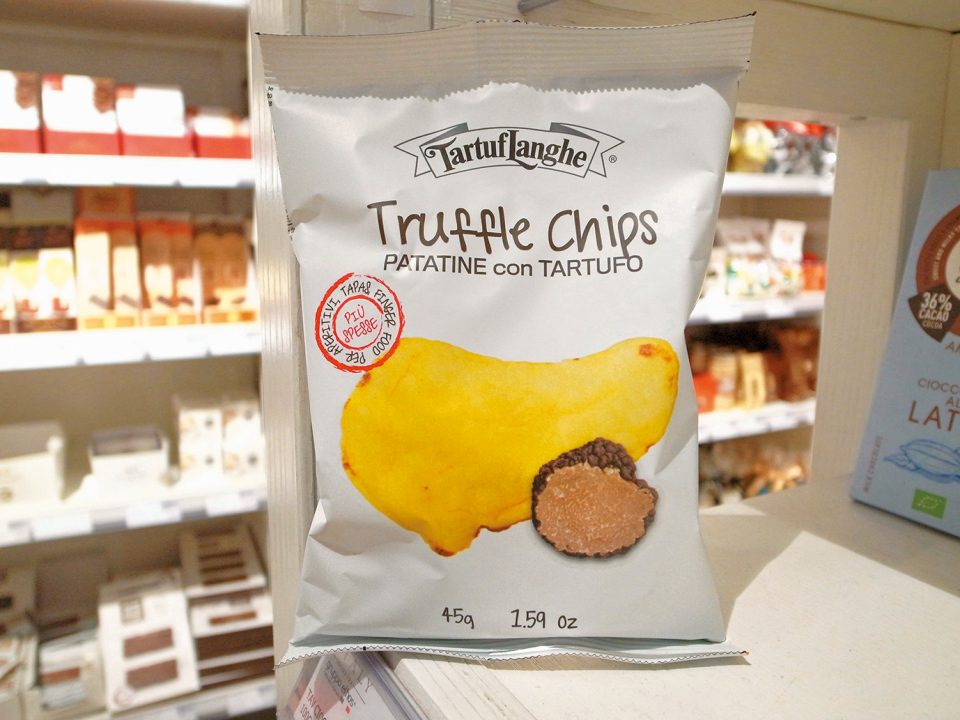 TartufLanghe ®
Truffle Chips
PATATINE con TARTUFO
PER APERITIVI, TAPAS FINGER FOOD
PIÙ
SPESSE
45g 1.59 oz
36%
CACAO
COCOA
LAT